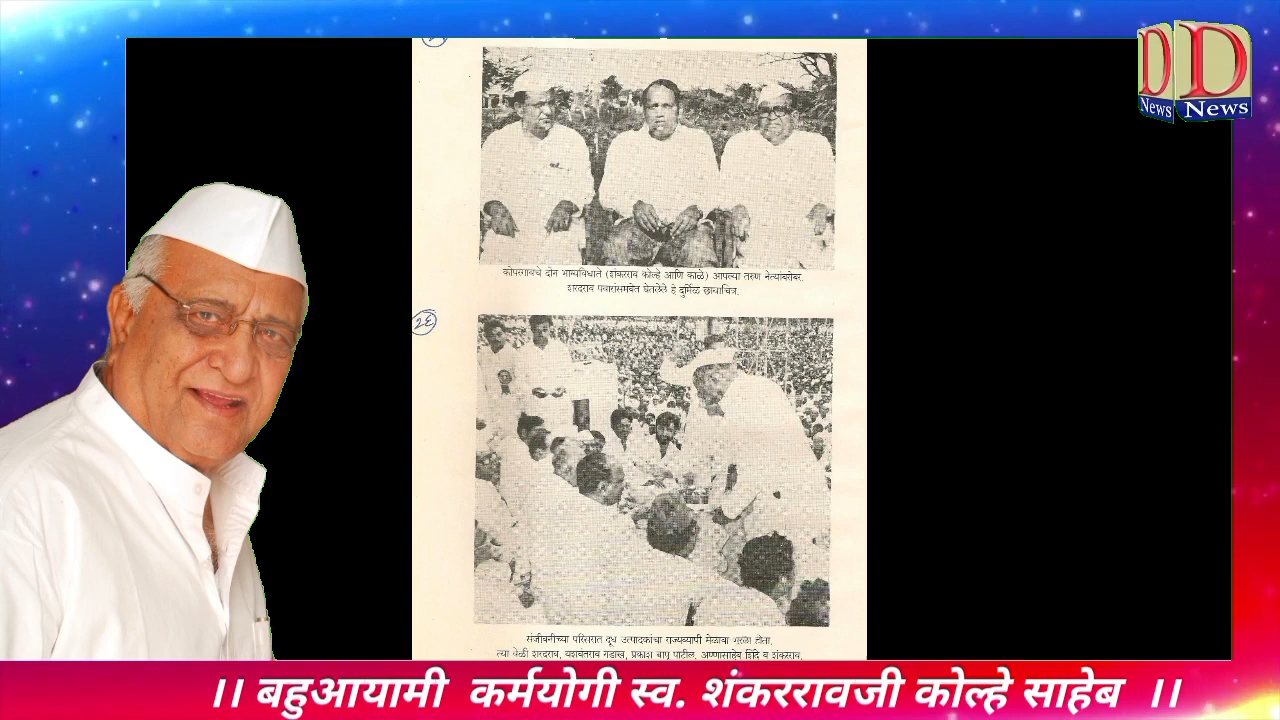 D D
News News
कोपरगावचे दोन भाग्यविधाते (शंकरराव कोल्हे आणि काळे) आपल्या तरुण नेत्याबरोबर.
शरदराव पवारांसमवेत घेतलेले हे दुर्मिळ छायाचित्र.
२६
संजीवनीच्या परिसरात दूध उत्पादकांचा राज्यव्यापी मेळावा भरला होता.
त्या वेळी शरदराव, यशवंतराव गडाख, प्रकाश बापू पाटील, अण्णासाहेब शिंदे व शंकरराव.
।। बहुआयामी कर्मयोगी स्व. शंकररावजी कोल्हे साहेब ।।